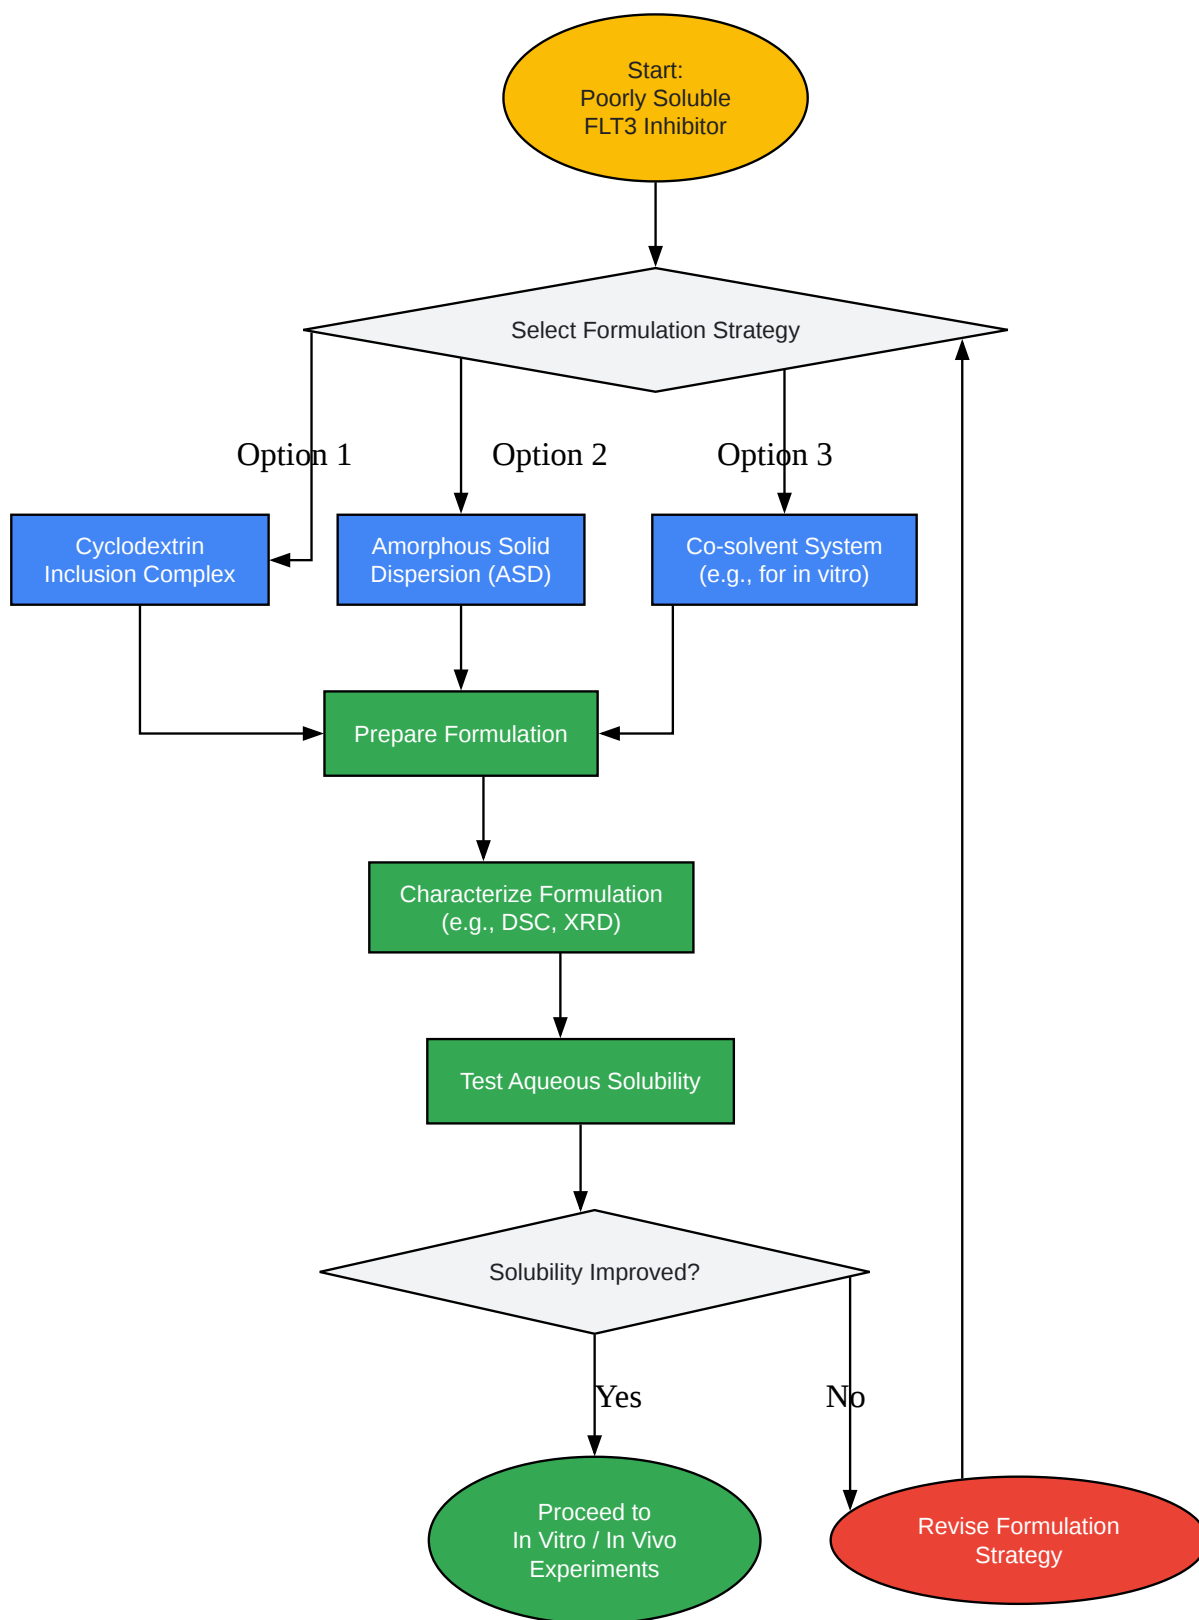 Start:
Poorly Soluble
FLT3 Inhibitor
Select Formulation Strategy
Option 1
Option 2
Option 3
Cyclodextrin
Inclusion Complex
Amorphous Solid
Dispersion (ASD)
Co-solvent System
(e.g., for in vitro)
Prepare Formulation
Characterize Formulation
(e.g., DSC, XRD)
Test Aqueous Solubility
Solubility Improved?
Yes
No
Proceed to
In Vitro / In Vivo
Experiments
Revise Formulation
Strategy